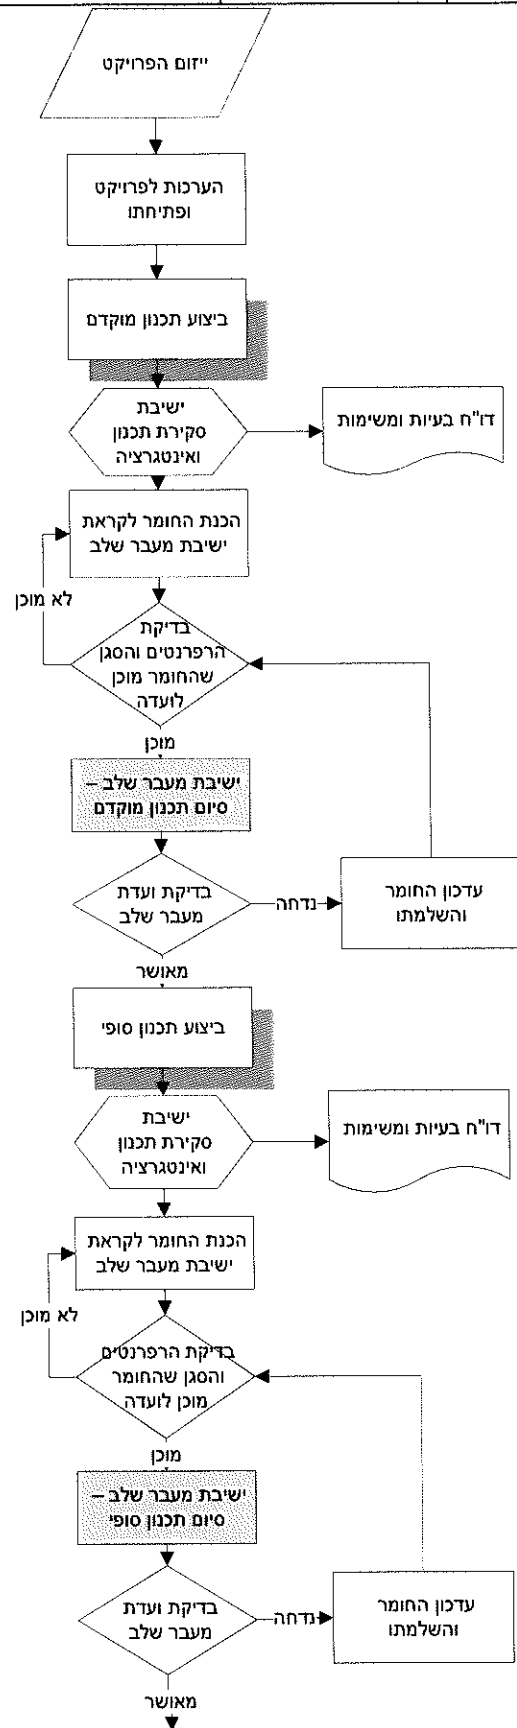 ייזום הפרויקט
הערכות לפרויקט
ופתיחתו
ביצוע תכנון מוקדם
ישיבת
סקירת תכנון
ואינטגרציה
דו"ח בעיות ומשימות
הכנת החומר לקראת
ישיבת מעבר שלב
לא מוכן
בדיקת
הרפרנטים והסגן
שהחומר מוכן
לועדה
מוכן
ישיבת מעבר שלב –
סיום תכנון מוקדם
בדיקת ועדת
מעבר שלב
נדחה
עדכון החומר
והשלמתו
מאושר
ביצוע תכנון סופי
ישיבת
סקירת תכנון
ואינטגרציה
דו"ח בעיות ומשימות
הכנת החומר לקראת
ישיבת מעבר שלב
לא מוכן
בדיקת הרפרנטים
והסגן שהחומר
מוכן לועדה
מוכן
ישיבת מעבר שלב –
סיום תכנון סופי
בדיקת ועדת
מעבר שלב
נדחה
עדכון החומר
והשלמתו
מאושר